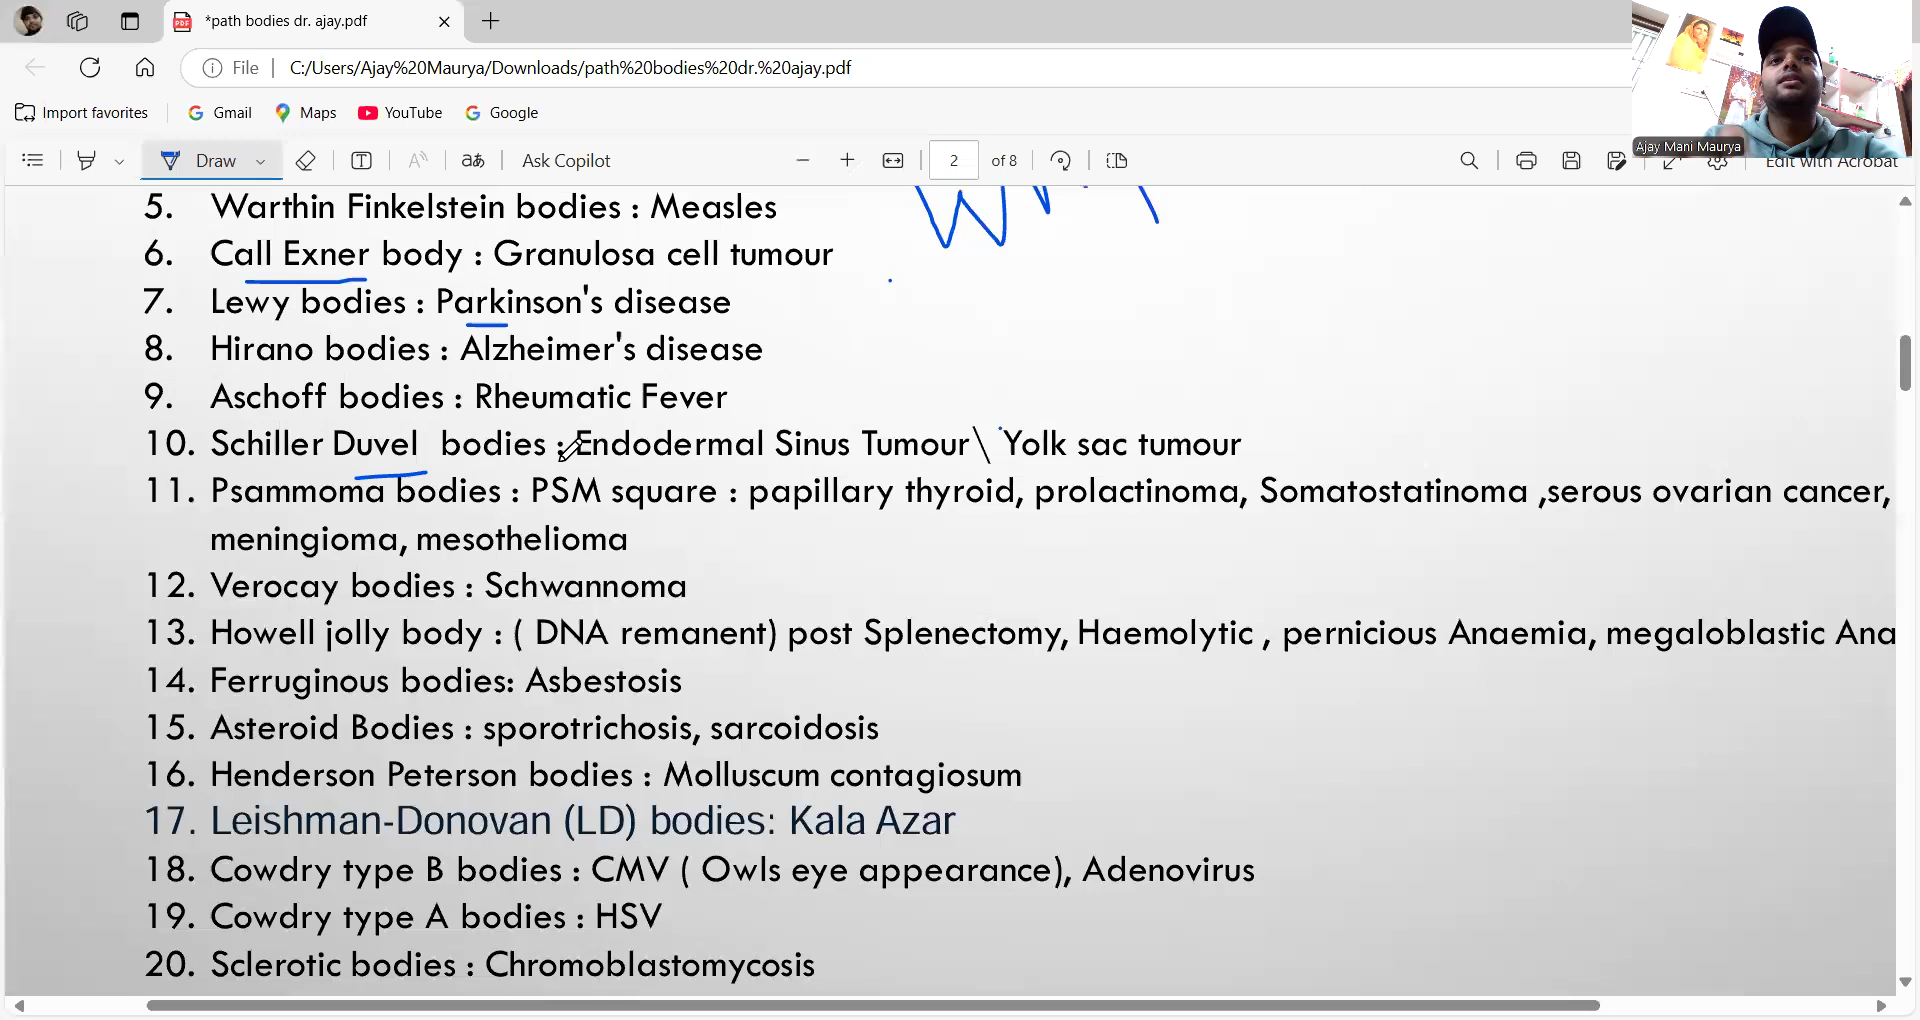 *path bodies dr. ajay.pdf
File
C:/Users/Ajay%20Maurya/Downloads/path%20bodies%20dr.%20ajay.pdf
Import favorites
Gmail
Maps
YouTube
Google
Draw
Ask Copilot
2 of 8
Edit with Acrobat
Ajay Mani Maurya
5. Warthin Finkelstein bodies : Measles
6. Call Exner body : Granulosa cell tumour
7. Lewy bodies : Parkinson's disease
8. Hirano bodies : Alzheimer's disease
9. Aschoff bodies : Rheumatic Fever
10. Schiller Duvel bodies : Endodermal Sinus Tumour\ Yolk sac tumour
11. Psammoma bodies : PSM square : papillary thyroid, prolactinoma, Somatostatinoma ,serous ovarian cancer,
meningioma, mesothelioma
12. Verocay bodies : Schwannoma
13. Howell jolly body : ( DNA remanent) post Splenectomy, Haemolytic , pernicious Anaemia, megaloblastic Ana
14. Ferruginous bodies: Asbestosis
15. Asteroid Bodies : sporotrichosis, sarcoidosis
16. Henderson Peterson bodies : Molluscum contagiosum
17. Leishman-Donovan (LD) bodies: Kala Azar
18. Cowdry type B bodies : CMV ( Owls eye appearance), Adenovirus
19. Cowdry type A bodies : HSV
20. Sclerotic bodies : Chromoblastomycosis